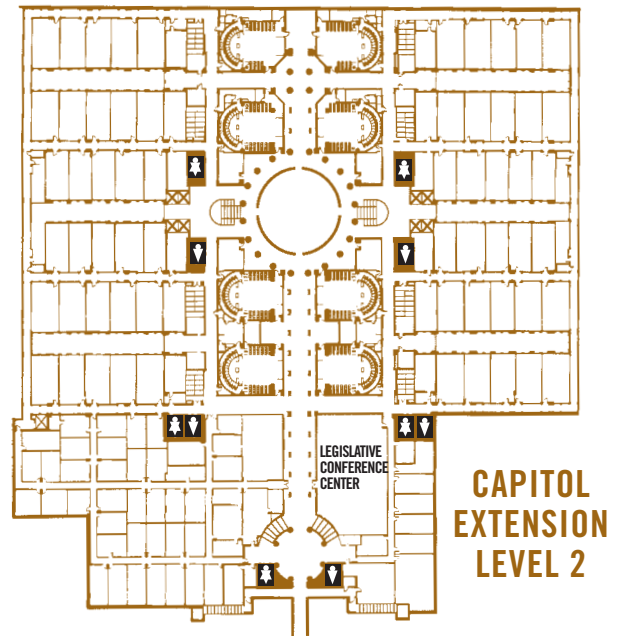 LEGISLATIVE
CONFERENCE
CENTER
CAPITOL
EXTENSION
LEVEL 2